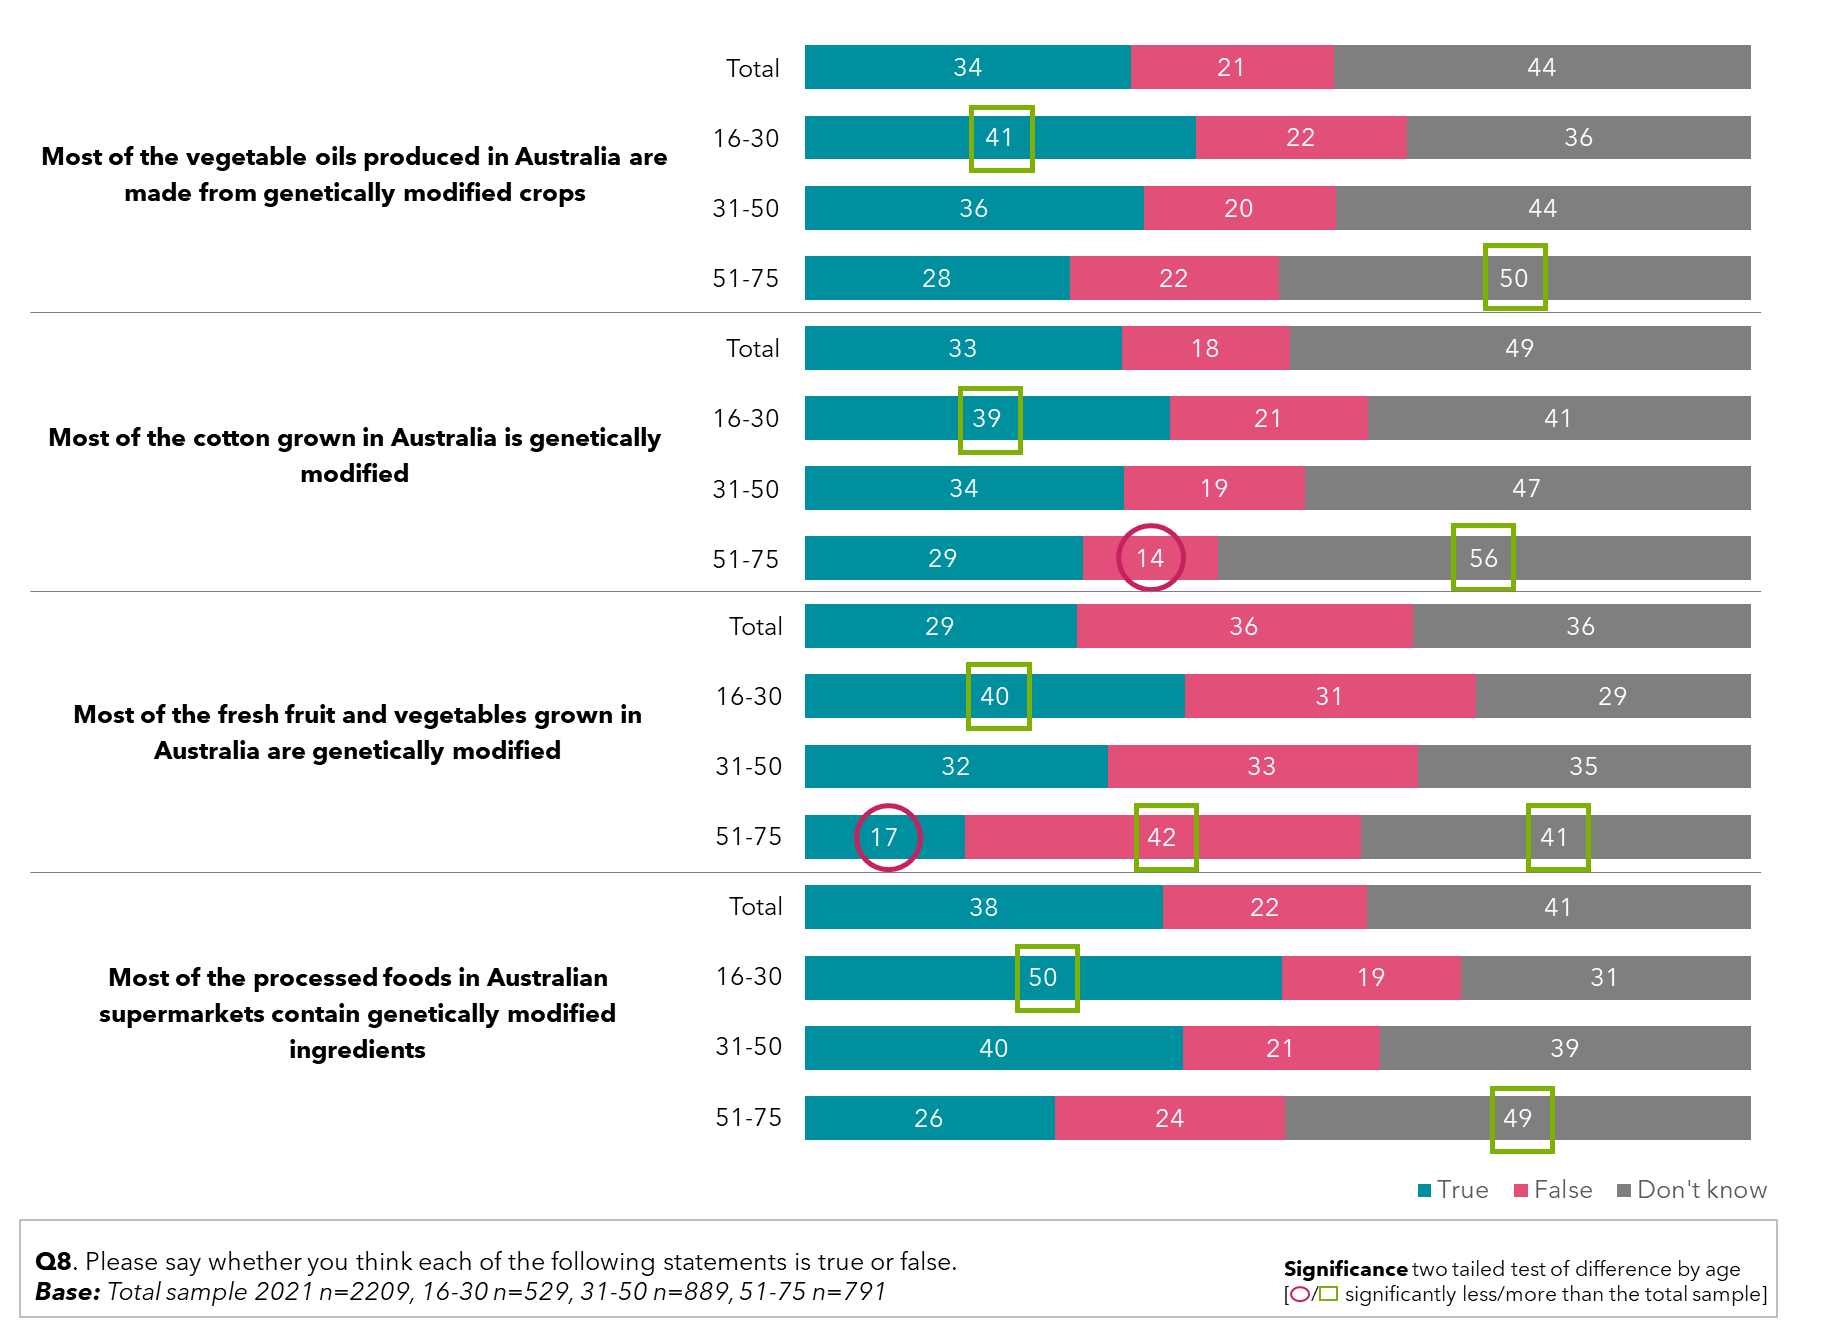 Most of the vegetable oils produced in Australia are
made from genetically modified crops
Total 34 21 44
16-30 41 22 36
31-50 36 20 44
51-75 28 22 50
Most of the cotton grown in Australia is genetically
modified
Total 33 18 49
16-30 39 21 41
31-50 34 19 47
51-75 29 14 56
Most of the fresh fruit and vegetables grown in
Australia are genetically modified
Total 29 36 36
16-30 40 31 29
31-50 32 33 35
51-75 17 42 41
Most of the processed foods in Australian
supermarkets contain genetically modified
ingredients
Total 38 22 41
16-30 50 19 31
31-50 40 21 39
51-75 26 24 49
True False Don't know
Q8. Please say whether you think each of the following statements is true or false.
Base: Total sample 2021 n=2209, 16-30 n=529, 31-50 n=889, 51-75 n=791
Significance two tailed test of difference by age
[○/□ significantly less/more than the total sample]